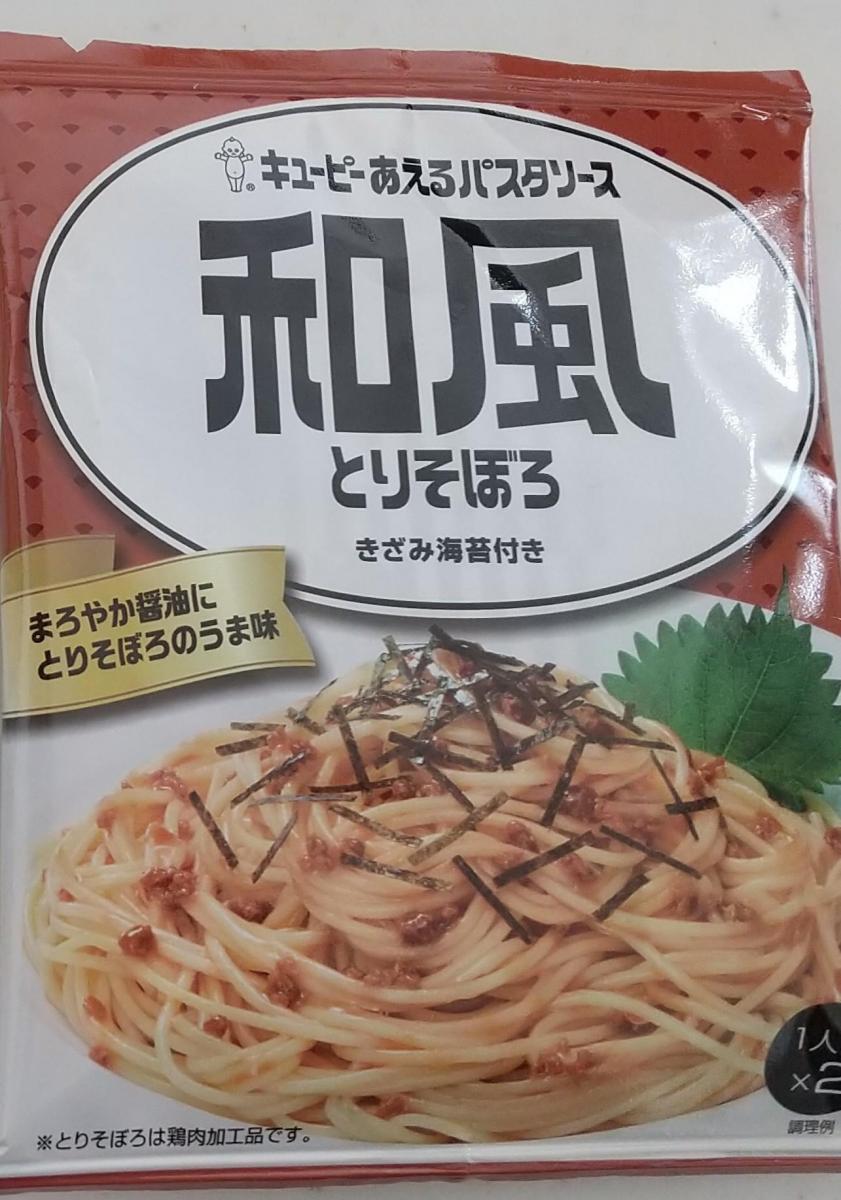 キユーピーあえるパスタソース
和風
とりそぼろ
きざみ海苔付き
まろやか醤油に
とりそぼろのうま味
1人
×2
調理例
※とりそぼろは鶏肉加工品です。